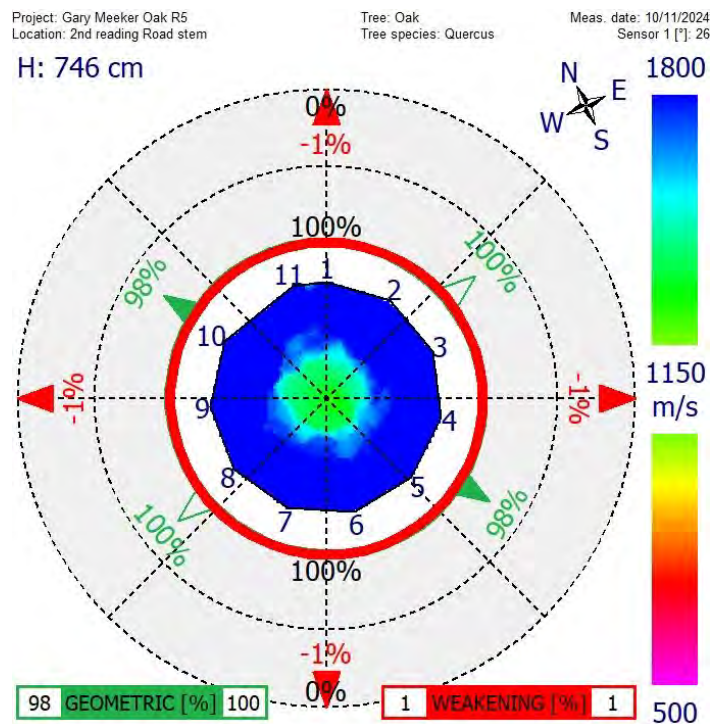 Project: Gary Meeker Oak R5 Tree: Oak Meas. date: 10/11/2024
Location: 2nd reading Road stem Tree species: Quercus Sensor 1 [°]: 26
H: 746 cm
N
E
W
S
1800
0%
-1%
100%
100%
98%
1
11
2
10
3
1150
m/s
-1%
-1%
9
4
8
5
7
6
98%
100%
100%
-1%
0%
98 GEOMETRIC [%] 100
1 WEAKENING [%] 1
500